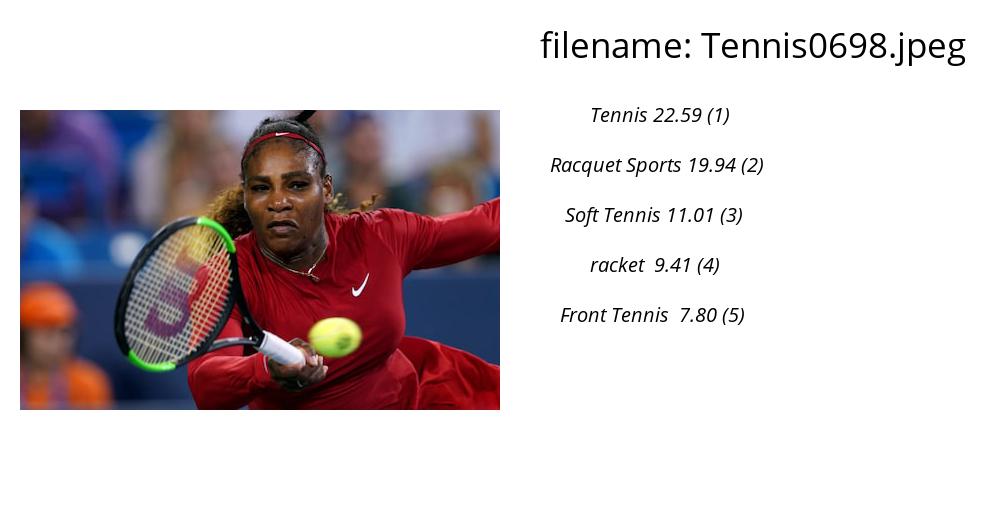 filename: Tennis0698.jpeg
Tennis 22.59 (1)
Racquet Sports 19.94 (2)
Soft Tennis 11.01 (3)
racket 9.41 (4)
Front Tennis 7.80 (5)